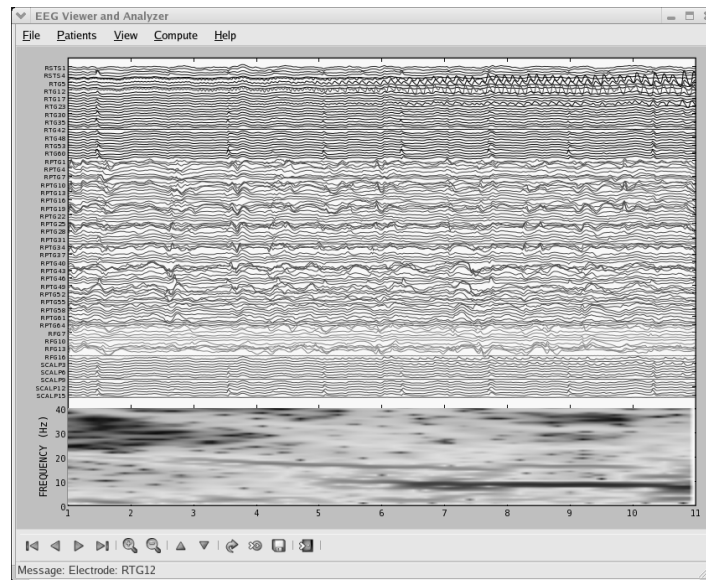 EEG Viewer and Analyzer
File Patients View Compute Help
RSTS1
RSTS4
RTG5
RTG12
RTG17
RTG23
RTG30
RTG35
RTG42
RTG48
RTG53
RTG60
RPTG1
RPTG4
RPTG7
RPTG10
RPTG13
RPTG16
RPTG19
RPTG22
RPTG25
RPTG28
RPTG31
RPTG34
RPTG37
RPTG40
RPTG43
RPTG46
RPTG49
RPTG52
RPTG55
RPTG58
RPTG61
RPTG64
RFG7
RFG10
RFG13
RFG16
SCALP3
SCALP6
SCALP9
SCALP12
SCALP15
FREQUENCY (Hz)
40
30
20
10
0
1 2 3 4 5 6 7 8 9 10 11
Message: Electrode: RTG12